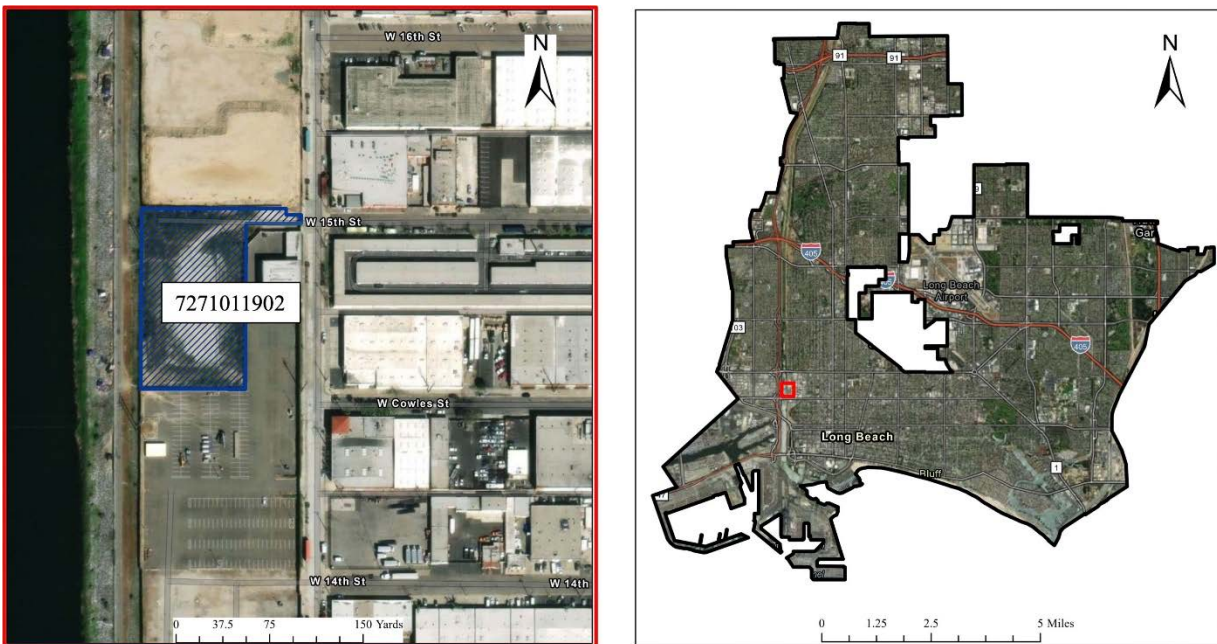 W 16th St
N
W 15th St
7271011902
W Cowles St
W 14th St
W 14th
0 37.5 75 150 Yards
N
91
91
Gar
405
Long Beach
Airport
405
Long Beach
1
Bluff
0 1.25 2.5 5 Miles